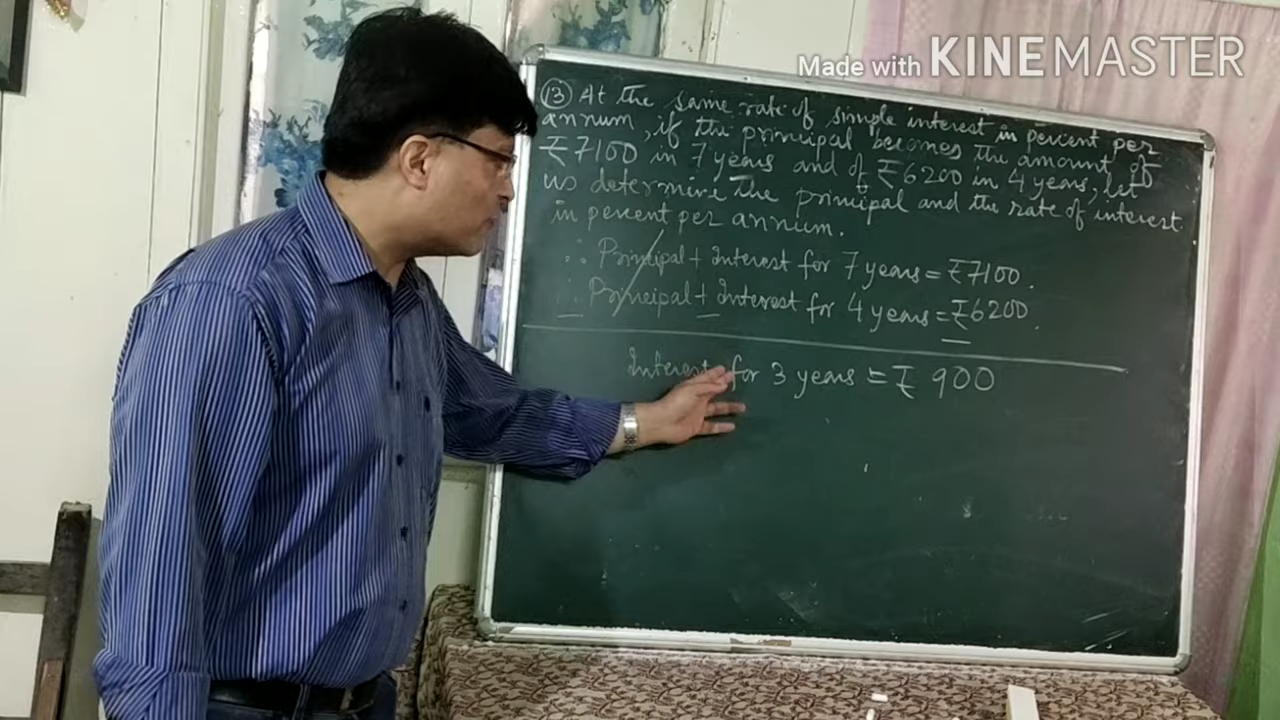 Made with KINEMASTER
13 At the same rate of simple interest in percent per
annum, if the principal becomes the amount of
₹7100 in 7 years and of ₹6200 in 4 years, let
us determine the principal and the rate of interest
in percent per annum.
∴ Principal + Interest for 7 years = ₹7100.
∴ Principal + Interest for 4 years = ₹6200.
Interest for 3 years = ₹ 900